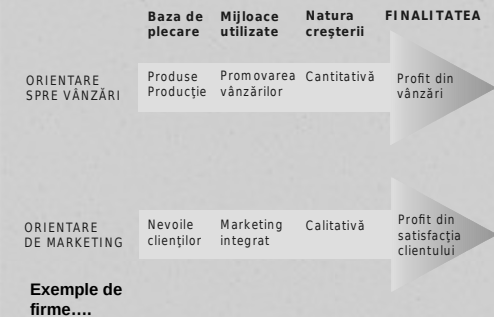 Baza de plecare
Mijloace utilizate
Natura creşterii
FINALITATEA
ORIENTARE
SPRE VÂNZĂRI
Produse
Producţie
Promovarea
vânzărilor
Cantitativă
Profit din
vânzări
ORIENTARE
DE MARKETING
Nevoile
clienţilor
Marketing
integrat
Calitativă
Profit din
satisfacţia
clientului
Exemple de
firme….